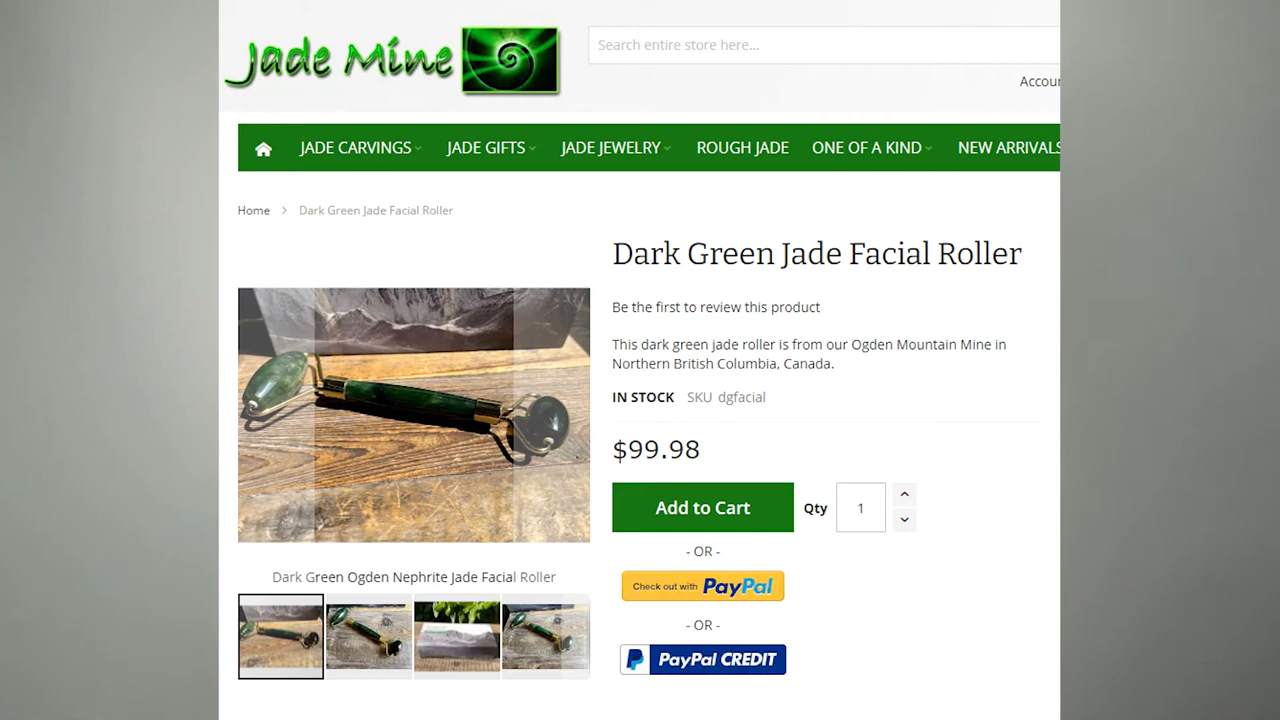 Jade Mine
Search entire store here...
Accoun
JADE CARVINGS
JADE GIFTS
JADE JEWELRY
ROUGH JADE
ONE OF A KIND
NEW ARRIVALS
Home
Dark Green Jade Facial Roller
Dark Green Jade Facial Roller
Be the first to review this product
This dark green jade roller is from our Ogden Mountain Mine in
Northern British Columbia, Canada.
IN STOCK SKU dgfacial
$99.98
Add to Cart
Qty
1
- OR -
Check out with PayPal
- OR -
PayPal CREDIT
Dark Green Ogden Nephrite Jade Facial Roller